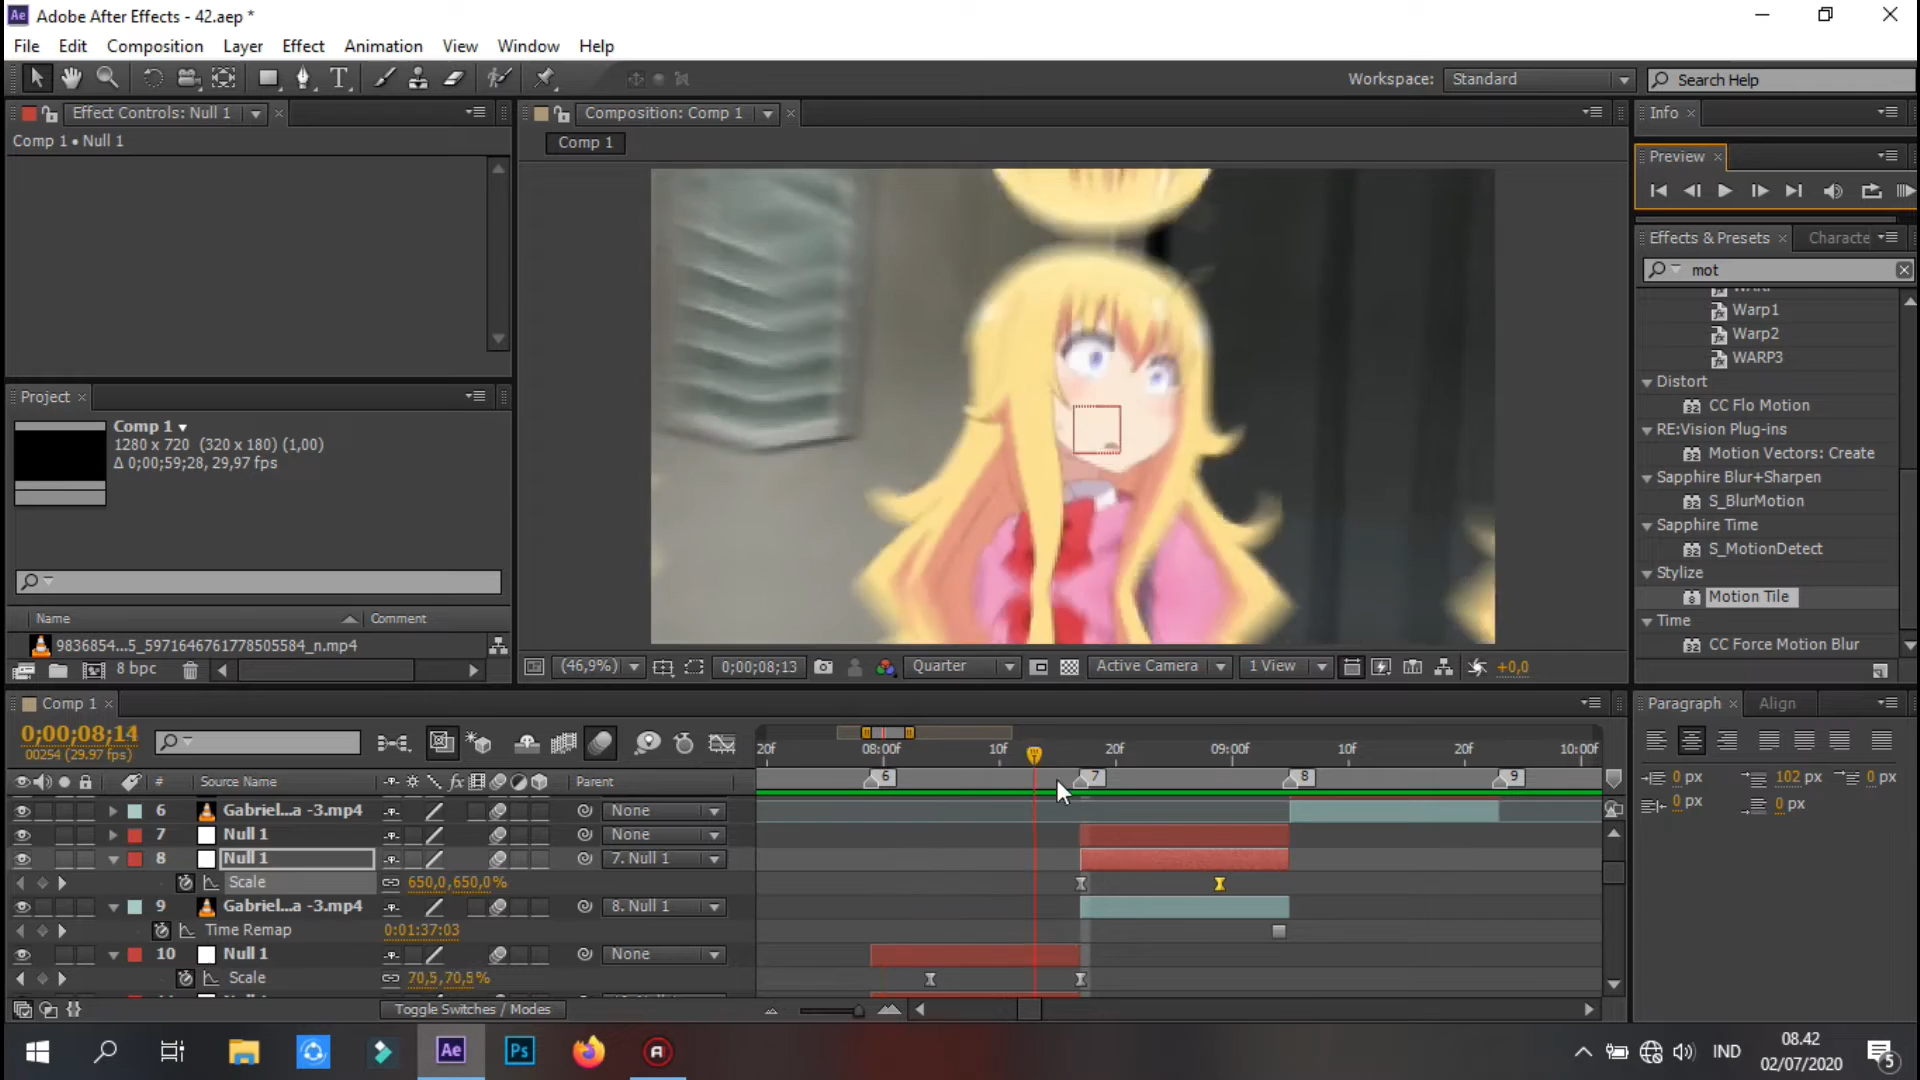 Ae Adobe After Effects - 42.aep *
File Edit Composition Layer Effect Animation View Window Help
Workspace: Standard Search Help
Effect Controls: Null 1
Comp 1 • Null 1
Composition: Comp 1
Comp 1
Info
Preview
Effects & Presets Characte
mot
Warp1
Warp2
WARP3
Distort
CC Flo Motion
RE:Vision Plug-ins
Motion Vectors: Create
Sapphire Blur+Sharpen
S_BlurMotion
Sapphire Time
S_MotionDetect
Stylize
Motion Tile
Time
CC Force Motion Blur
Project
Comp 1
1280 x 720 (320 x 180) (1,00)
Δ 0;00;59;28, 29,97 fps
Name Comment
9836854...5_5971646761778505584_n.mp4
8 bpc
(46,9%) 0;00;08;13 Quarter Active Camera 1 View +0,0
Comp 1
0;00;08;14
00254 (29.97 fps)
20f 08:00f 10f 20f 09:00f 10f 20f 10:00f
6 7 8 9
# Source Name Parent
6 Gabriel...a -3.mp4 None
7 Null 1 None
8 Null 1 7. Null 1
Scale 650,0,650,0%
9 Gabriel...a -3.mp4 8. Null 1
Time Remap 0:01:37:03
10 Null 1 None
Scale 70,5,70,5%
Toggle Switches / Modes
Paragraph Align
0 px 102 px 0 px
0 px 0 px
Ae Ps IND
08.42
02/07/2020
5